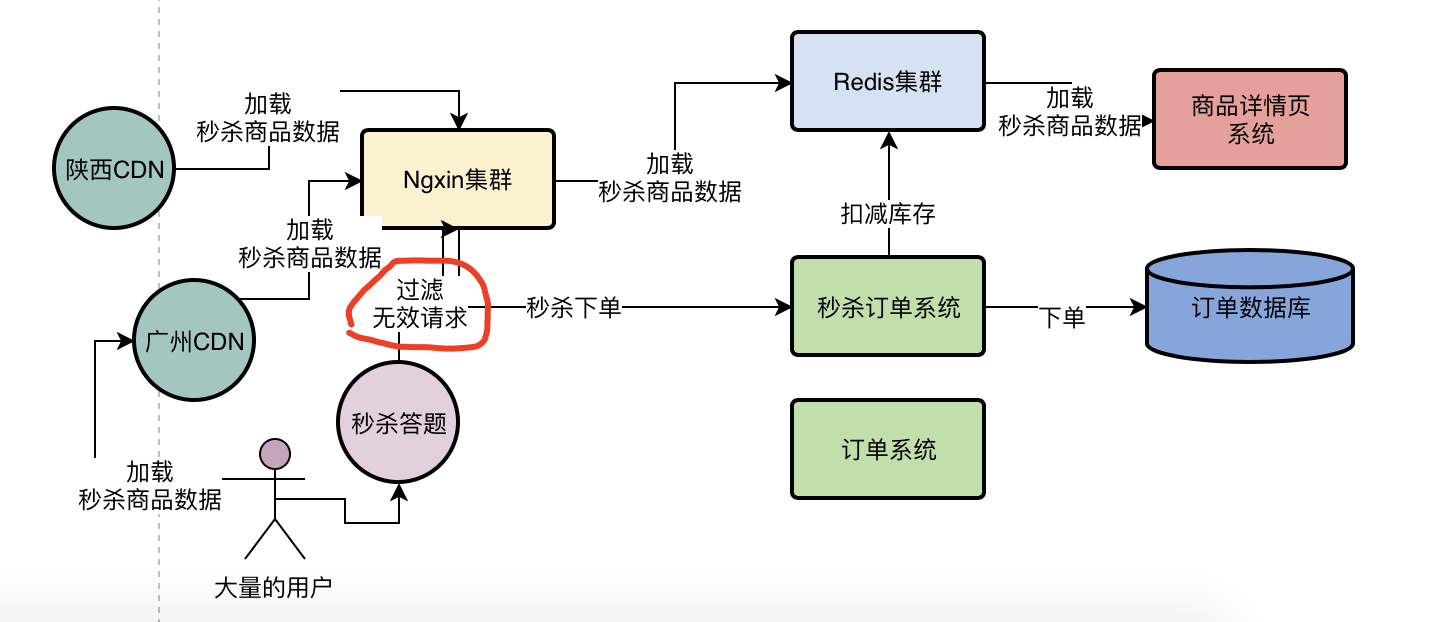 加载
秒杀商品数据
陕西CDN
Ngxin集群
加载
秒杀商品数据
Redis集群
加载
秒杀商品数据
商品详情页
系统
加载
秒杀商品数据
扣减库存
广州CDN
过滤
无效请求
秒杀下单
秒杀订单系统
下单
订单数据库
秒杀答题
订单系统
加载
秒杀商品数据
大量的用户